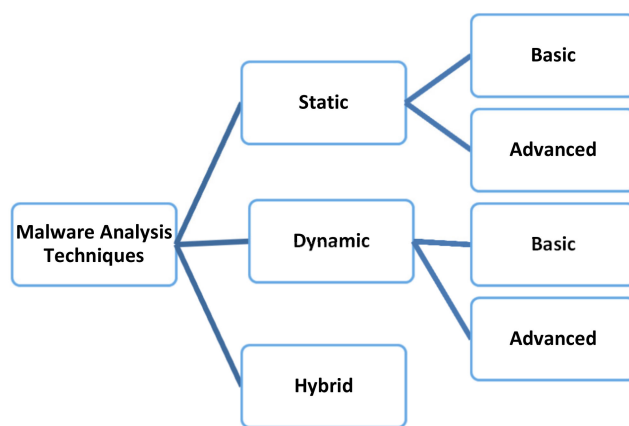 Malware Analysis
Techniques
Static
Basic
Advanced
Dynamic
Basic
Advanced
Hybrid